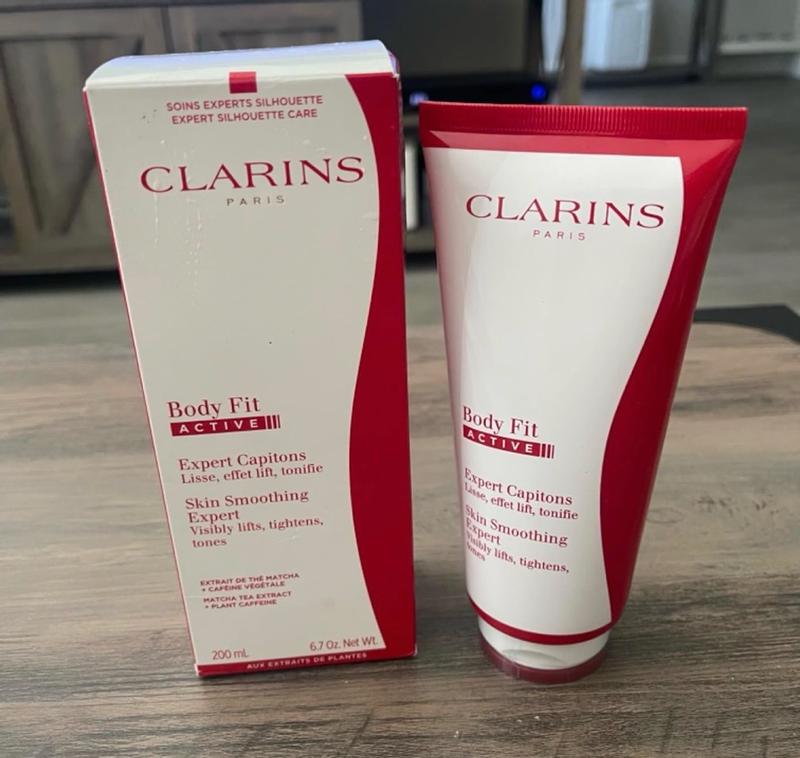 SOINS EXPERTS SILHOUETTE
EXPERT SILHOUETTE CARE
CLARINS
PARIS
Body Fit
ACTIVE
Expert Capitons
Lisse, effet lift, tonifie
Skin Smoothing
Expert
Visibly lifts, tightens,
tones
EXTRAIT DE THÉ MATCHA
+ CAFÉINE VÉGÉTALE
MATCHA TEA EXTRACT
+ PLANT CAFFEINE
200 mL
6.7 Oz. Net Wt.
AUX EXTRAITS DE PLANTES
CLARINS
PARIS
Body Fit
ACTIVE
Expert Capitons
Lisse, effet lift, tonifie
Skin Smoothing
Expert
Visibly lifts, tightens,
tones